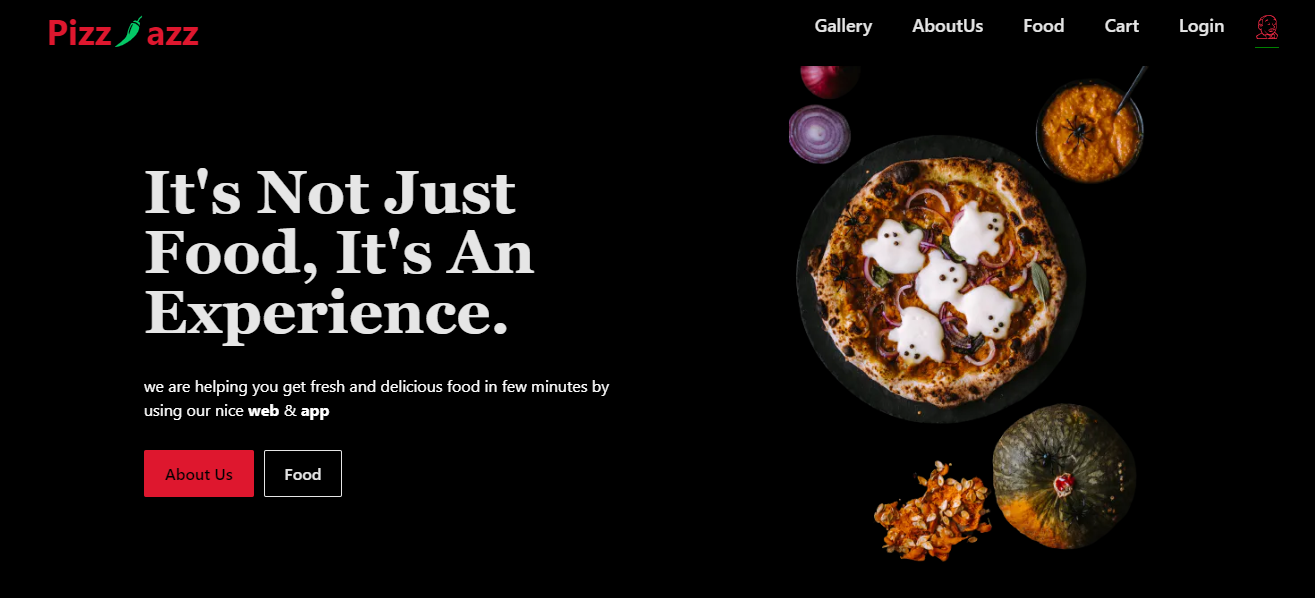 Pizz azz
Gallery AboutUs Food Cart Login
It's Not Just
Food, It's An
Experience.
we are helping you get fresh and delicious food in few minutes by
using our nice web & app
About Us Food